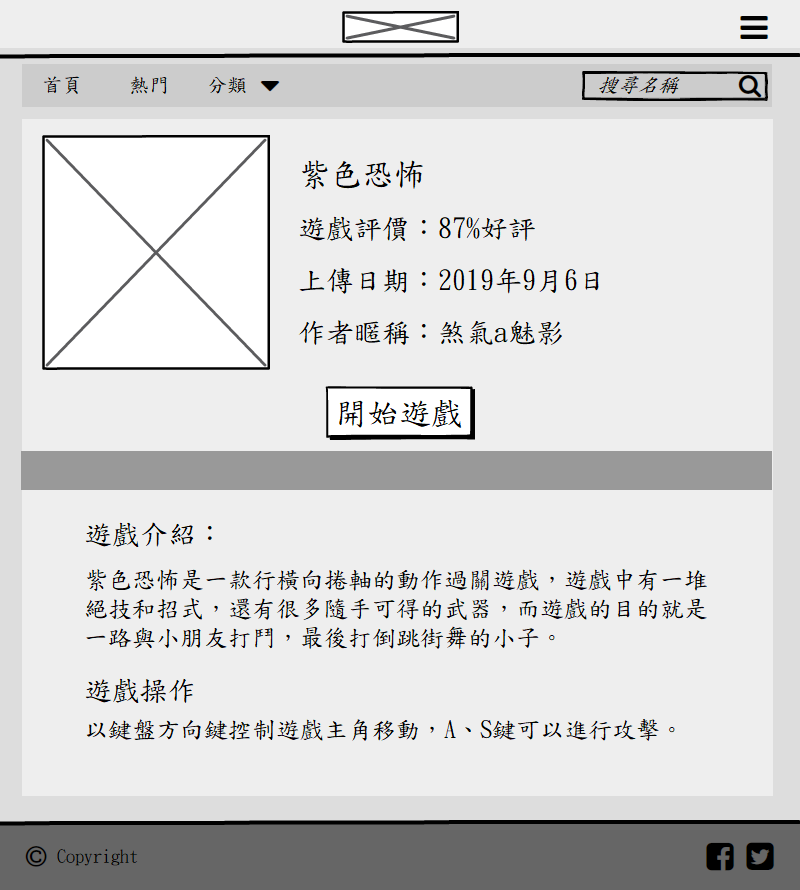 首頁 熱門 分類 搜尋名稱
紫色恐怖
遊戲評價：87%好評
上傳日期：2019年9月6日
作者暱稱：煞氣a魅影
開始遊戲
遊戲介紹：
紫色恐怖是一款行橫向捲軸的動作過關遊戲，遊戲中有一堆
絕技和招式，還有很多隨手可得的武器，而遊戲的目的就是
一路與小朋友打鬥，最後打倒跳街舞的小子。
遊戲操作
以鍵盤方向鍵控制遊戲主角移動，A、S鍵可以進行攻擊。
© Copyright